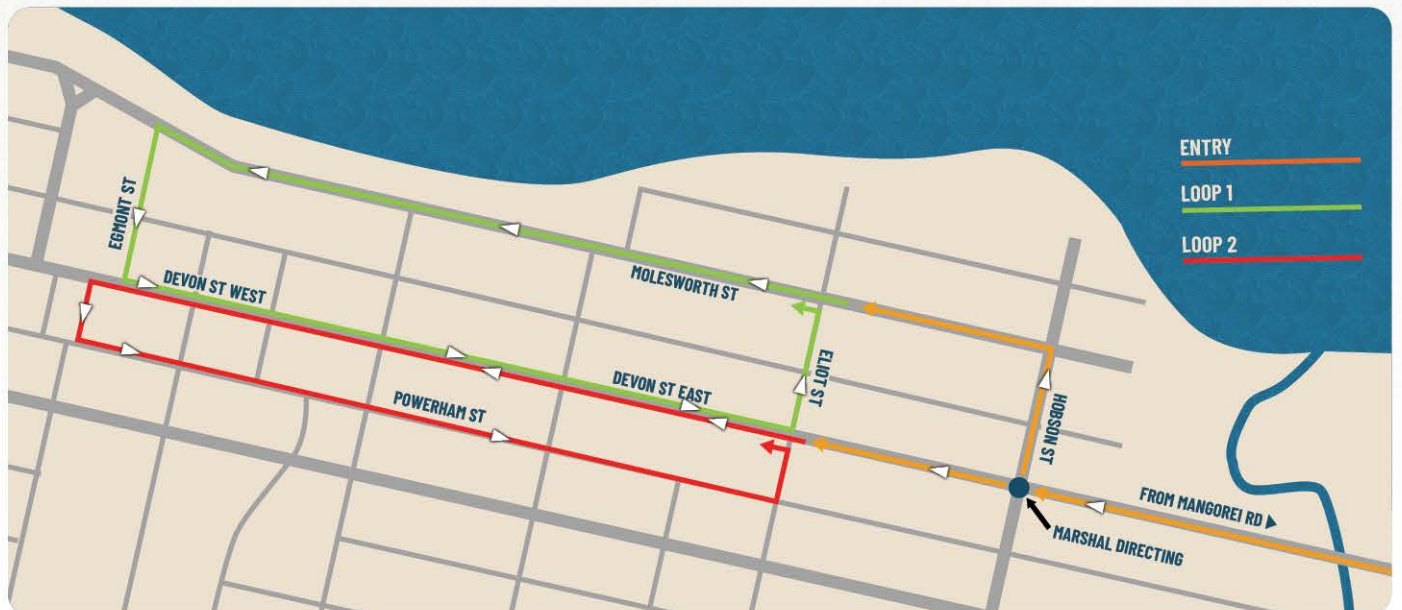 ENTRY
LOOP 1
LOOP 2
EGMONT ST
DEVON ST WEST
MOLESWORTH ST
DEVON ST EAST
ELIOT ST
POWERHAM ST
HOBSON ST
FROM MANGOREI RD
MARSHAL DIRECTING